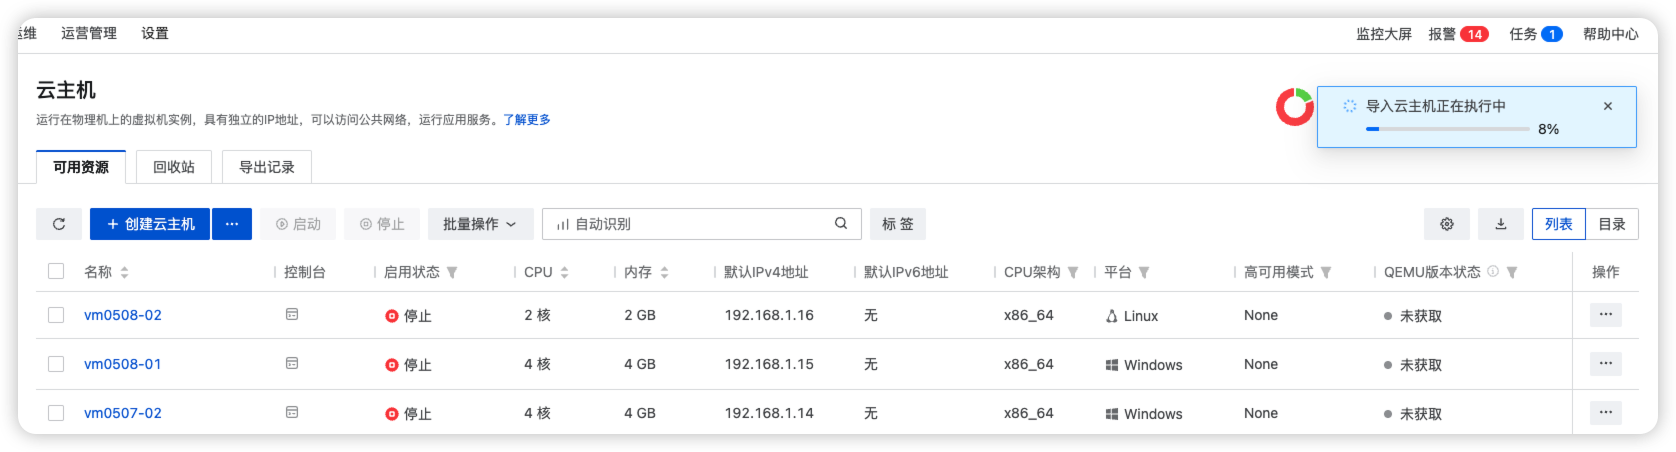 运维 运营管理 设置 监控大屏 报警 14 任务 1 帮助中心
云主机
运行在物理机上的虚拟机实例，具有独立的IP地址，可以访问公共网络，运行应用服务。了解更多
导入云主机正在执行中
8%
可用资源 回收站 导出记录
+ 创建云主机 ··· 启动 停止 批量操作 自动识别 标 签 列表 目录
名称 控制台 启用状态 CPU 内存 默认IPv4地址 默认IPv6地址 CPU架构 平台 高可用模式 QEMU版本状态 操作
vm0508-02 停止 2 核 2 GB 192.168.1.16 无 x86_64 Linux None 未获取 ···
vm0508-01 停止 4 核 4 GB 192.168.1.15 无 x86_64 Windows None 未获取 ···
vm0507-02 停止 4 核 4 GB 192.168.1.14 无 x86_64 Windows None 未获取 ···